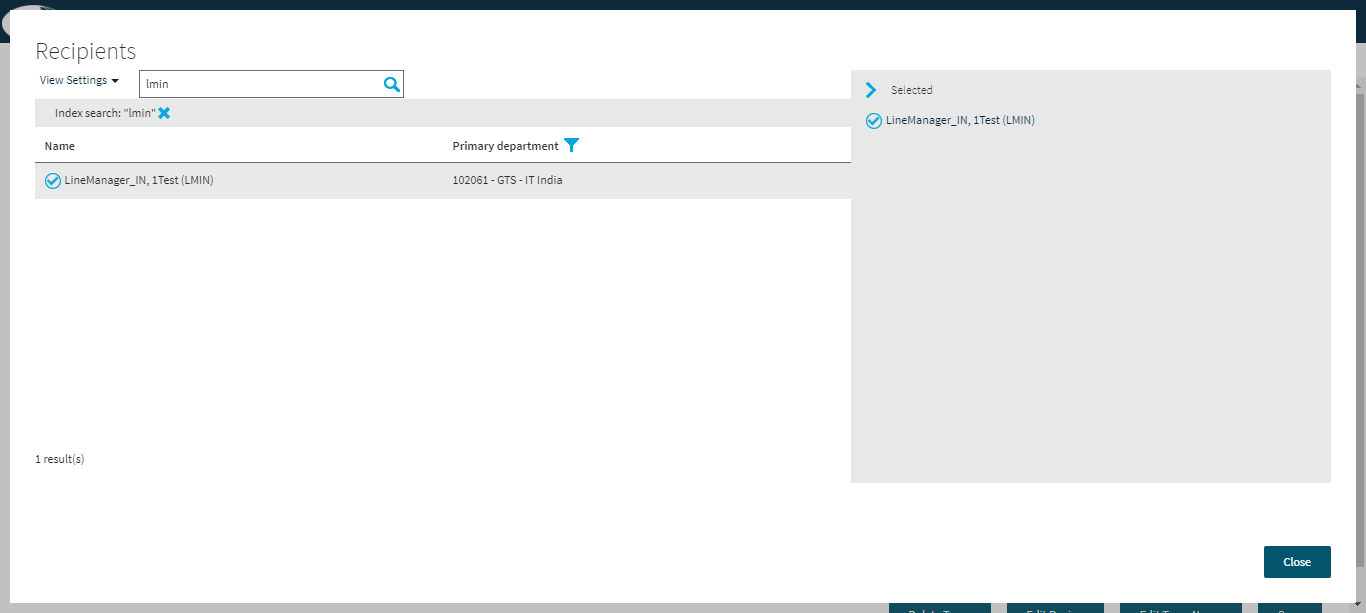 Recipients
View Settings
lmin
Index search: "lmin"
Name Primary department
LineManager_IN, 1Test (LMIN) 102061 - GTS - IT India
1 result(s)
Selected
LineManager_IN, 1Test (LMIN)
Close